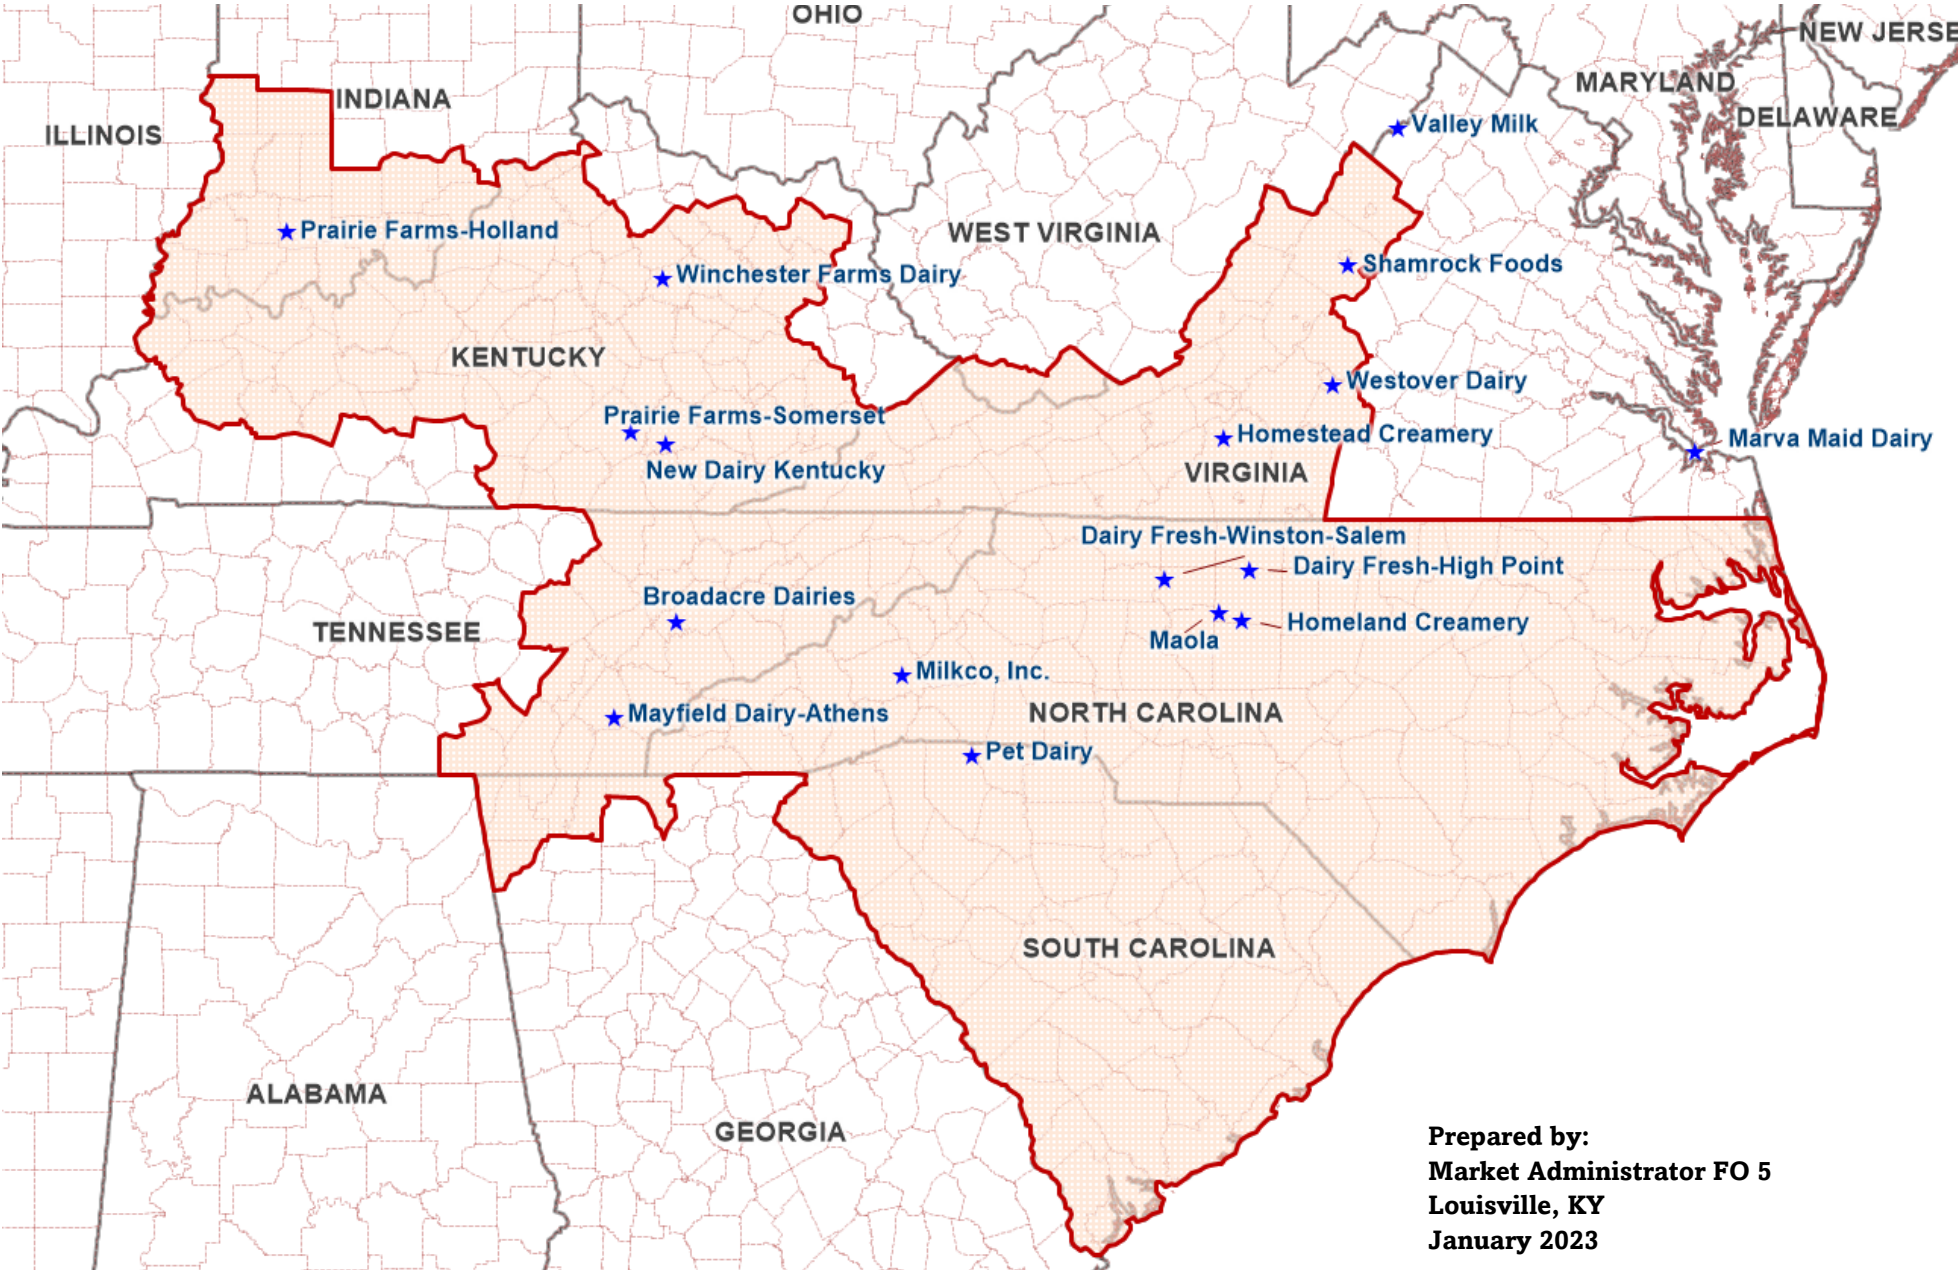 OHIO
NEW JERSE
MARYLAND
INDIANA
DELAWARE
Valley Milk
ILLINOIS
Prairie Farms-Holland
WEST VIRGINIA
Shamrock Foods
Winchester Farms Dairy
KENTUCKY
Westover Dairy
Prairie Farms-Somerset
Homestead Creamery
Marva Maid Dairy
New Dairy Kentucky
VIRGINIA
Dairy Fresh-Winston-Salem
Dairy Fresh-High Point
Broadacre Dairies
Homeland Creamery
TENNESSEE
Maola
Milkco, Inc.
Mayfield Dairy-Athens
NORTH CAROLINA
Pet Dairy
SOUTH CAROLINA
ALABAMA
GEORGIA
Prepared by:
Market Administrator FO 5
Louisville, KY
January 2023